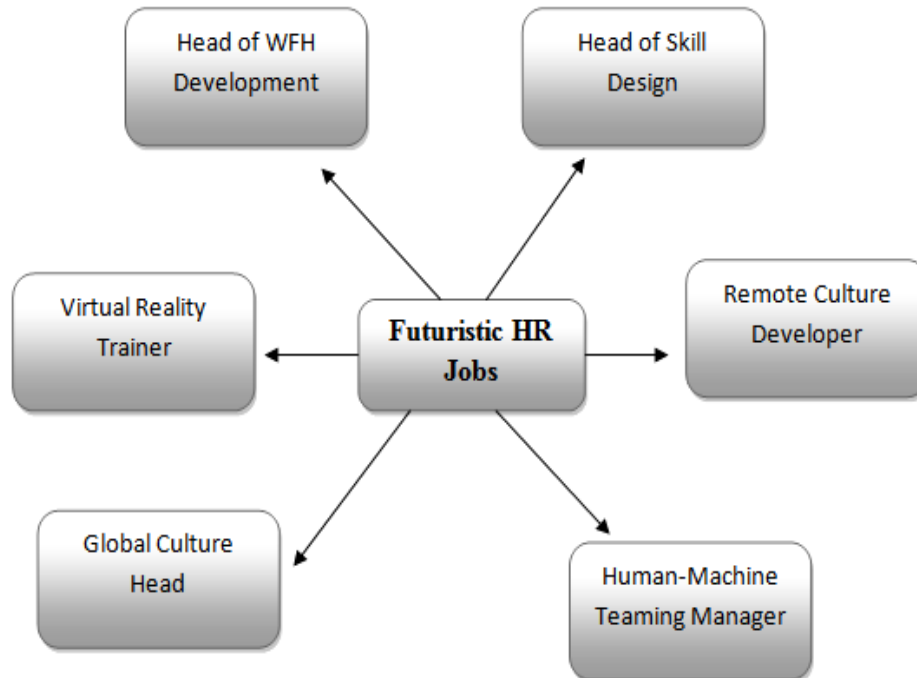 Head of WFH
Development
Head of Skill
Design
Virtual Reality
Trainer
Futuristic HR
Jobs
Remote Culture
Developer
Global Culture
Head
Human-Machine
Teaming Manager